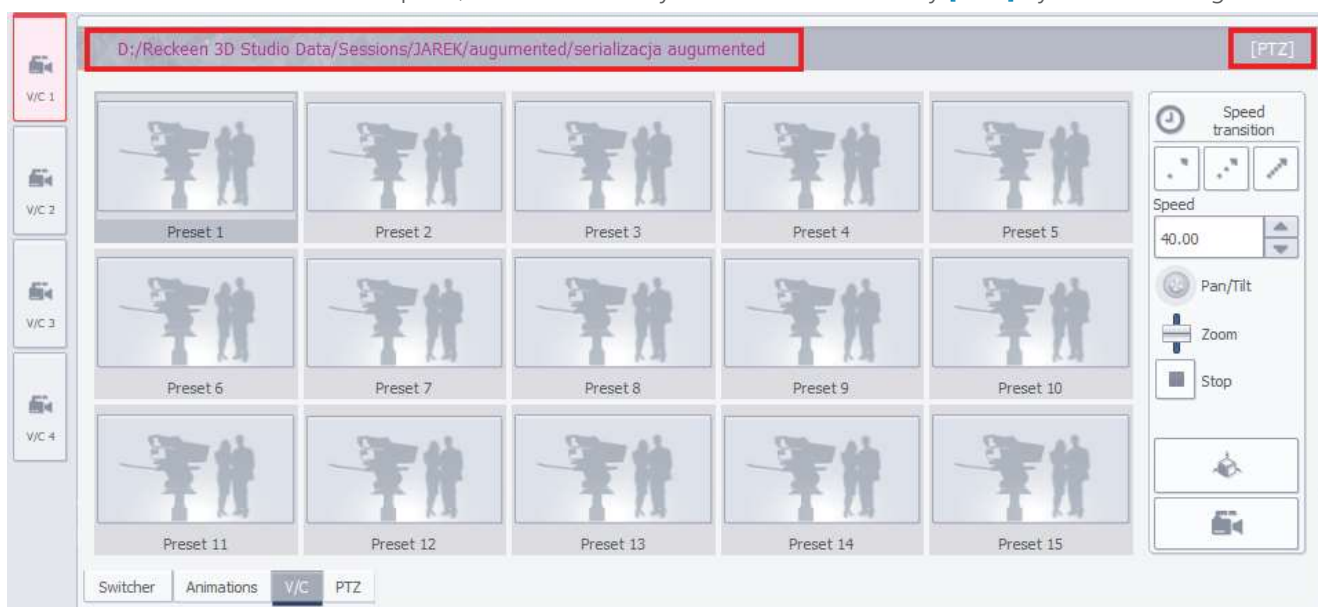 D:/Reckeen 3D Studio Data/Sessions/JAREK/augumented/serializacja augumented
[PTZ]
V/C 1
V/C 2
V/C 3
V/C 4
Preset 1
Preset 2
Preset 3
Preset 4
Preset 5
Preset 6
Preset 7
Preset 8
Preset 9
Preset 10
Preset 11
Preset 12
Preset 13
Preset 14
Preset 15
Speed
transition
Speed
40.00
Pan/Tilt
Zoom
Stop
Switcher
Animations
V/C
PTZ